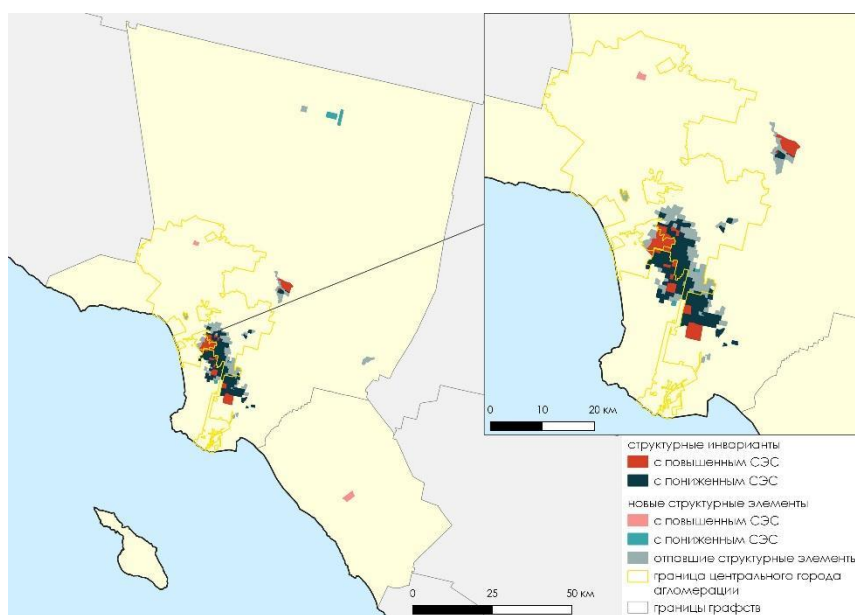 0 10 20 км
структурные инварианты
с повышенным СЭС
с пониженным СЭС
новые структурные элементы
с повышенным СЭС
с пониженным СЭС
отпавшие структурные элементы
граница центрального города
агломерации
границы графств
0 25 50 км